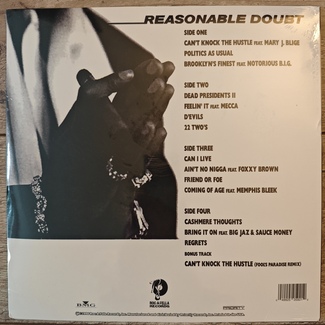 REASONABLE DOUBT
SIDE ONE
CAN'T KNOCK THE HUSTLE FEAT. MARY J. BLIGE
POLITICS AS USUAL
BROOKLYN'S FINEST FEAT. NOTORIOUS B.I.G.
SIDE TWO
DEAD PRESIDENTS II
FEELIN' IT FEAT. MECCA
D'EVILS
22 TWO'S
SIDE THREE
CAN I LIVE
AIN'T NO NIGGA FEAT. FOXXY BROWN
FRIEND OR FOE
COMING OF AGE FEAT. MEMPHIS BLEEK
SIDE FOUR
CASHMERE THOUGHTS
BRING IT ON FEAT. BIG JAZ & SAUCE MONEY
REGRETS
BONUS TRACK
CAN'T KNOCK THE HUSTLE (FOOL'S PARADISE REMIX)
BMG
ROC-A-FELLA
RECORDS
PRIORITY